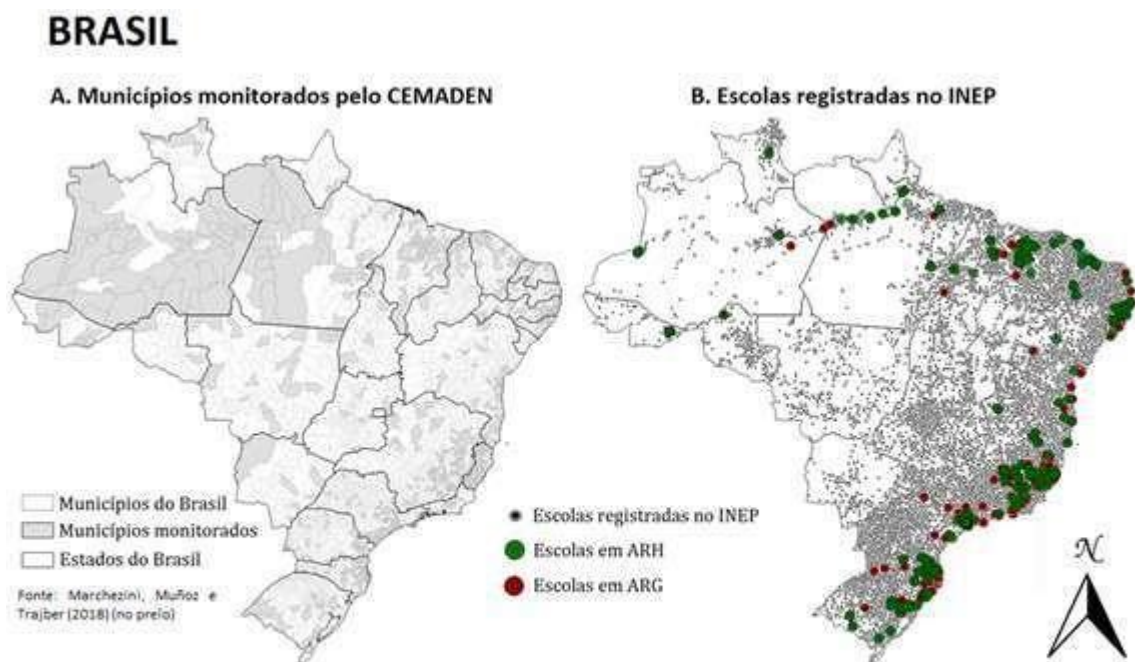 BRASIL
A. Municípios monitorados pelo CEMADEN
B. Escolas registradas no INEP
Municípios do Brasil
Municípios monitorados
Estados do Brasil
Fonte: Marchezini, Muñoz e
Trajber (2018) (no prelo)
Escolas registradas no INEP
Escolas em ARH
Escolas em ARG
N